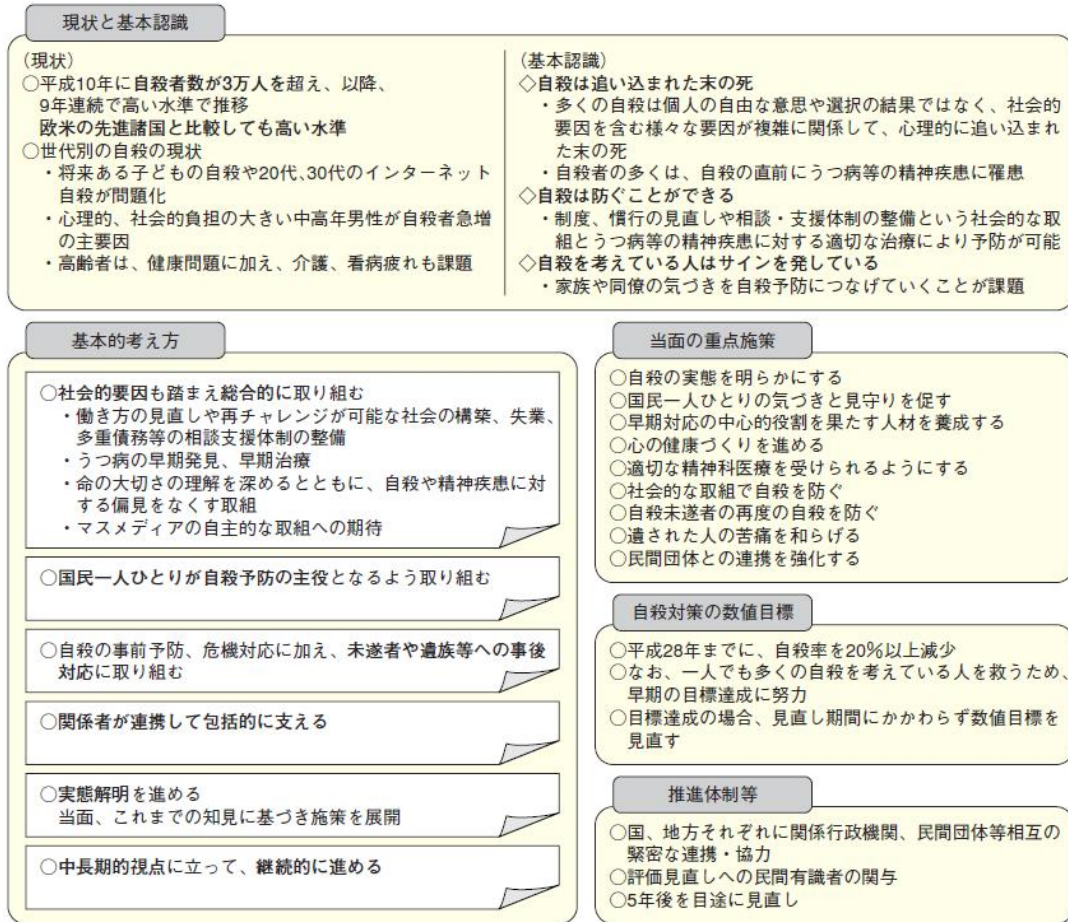 現状と基本認識
(現状)
○平成10年に自殺者数が3万人を超え、以降、
9年連続で高い水準で推移
欧米の先進諸国と比較しても高い水準
○世代別の自殺の現状
・将来ある子どもの自殺や20代、30代のインターネット
自殺が問題化
・心理的、社会的負担の大きい中高年男性が自殺者急増
の主要因
・高齢者は、健康問題に加え、介護、看病疲れも課題
(基本認識)
◇自殺は追い込まれた末の死
・多くの自殺は個人の自由な意思や選択の結果ではなく、社会的
要因を含む様々な要因が複雑に関係して、心理的に追い込まれ
た末の死
・自殺者の多くは、自殺の直前にうつ病等の精神疾患に罹患
◇自殺は防ぐことができる
・制度、慣行の見直しや相談・支援体制の整備という社会的な取
組とうつ病等の精神疾患に対する適切な治療により予防が可能
◇自殺を考えている人はサインを発している
・家族や同僚の気づきを自殺予防につなげていくことが課題
基本的考え方
○社会的要因も踏まえ総合的に取り組む
・働き方の見直しや再チャレンジが可能な社会の構築、失業、
多重債務等の相談支援体制の整備
・うつ病の早期発見、早期治療
・命の大切さの理解を深めるとともに、自殺や精神疾患に対
する偏見をなくす取組
・マスメディアの自主的な取組への期待
○国民一人ひとりが自殺予防の主役となるよう取り組む
○自殺の事前予防、危機対応に加え、未遂者や遺族等への事後
対応に取り組む
○関係者が連携して包括的に支える
○実態解明を進める
当面、これまでの知見に基づき施策を展開
○中長期的視点に立って、継続的に進める
当面の重点施策
○自殺の実態を明らかにする
○国民一人ひとりの気づきと見守りを促す
○早期対応の中心的役割を果たす人材を養成する
○心の健康づくりを進める
○適切な精神科医療を受けられるようにする
○社会的な取組で自殺を防ぐ
○自殺未遂者の再度の自殺を防ぐ
○遺された人の苦痛を和らげる
○民間団体との連携を強化する
自殺対策の数値目標
○平成28年までに、自殺率を20%以上減少
○なお、一人でも多くの自殺を考えている人を救うため、
早期の目標達成に努力
○目標達成の場合、見直し期間にかかわらず数値目標を
見直す
推進体制等
○国、地方それぞれに関係行政機関、民間団体等相互の
緊密な連携・協力
○評価見直しへの民間有識者の関与
○5年後を目途に見直し